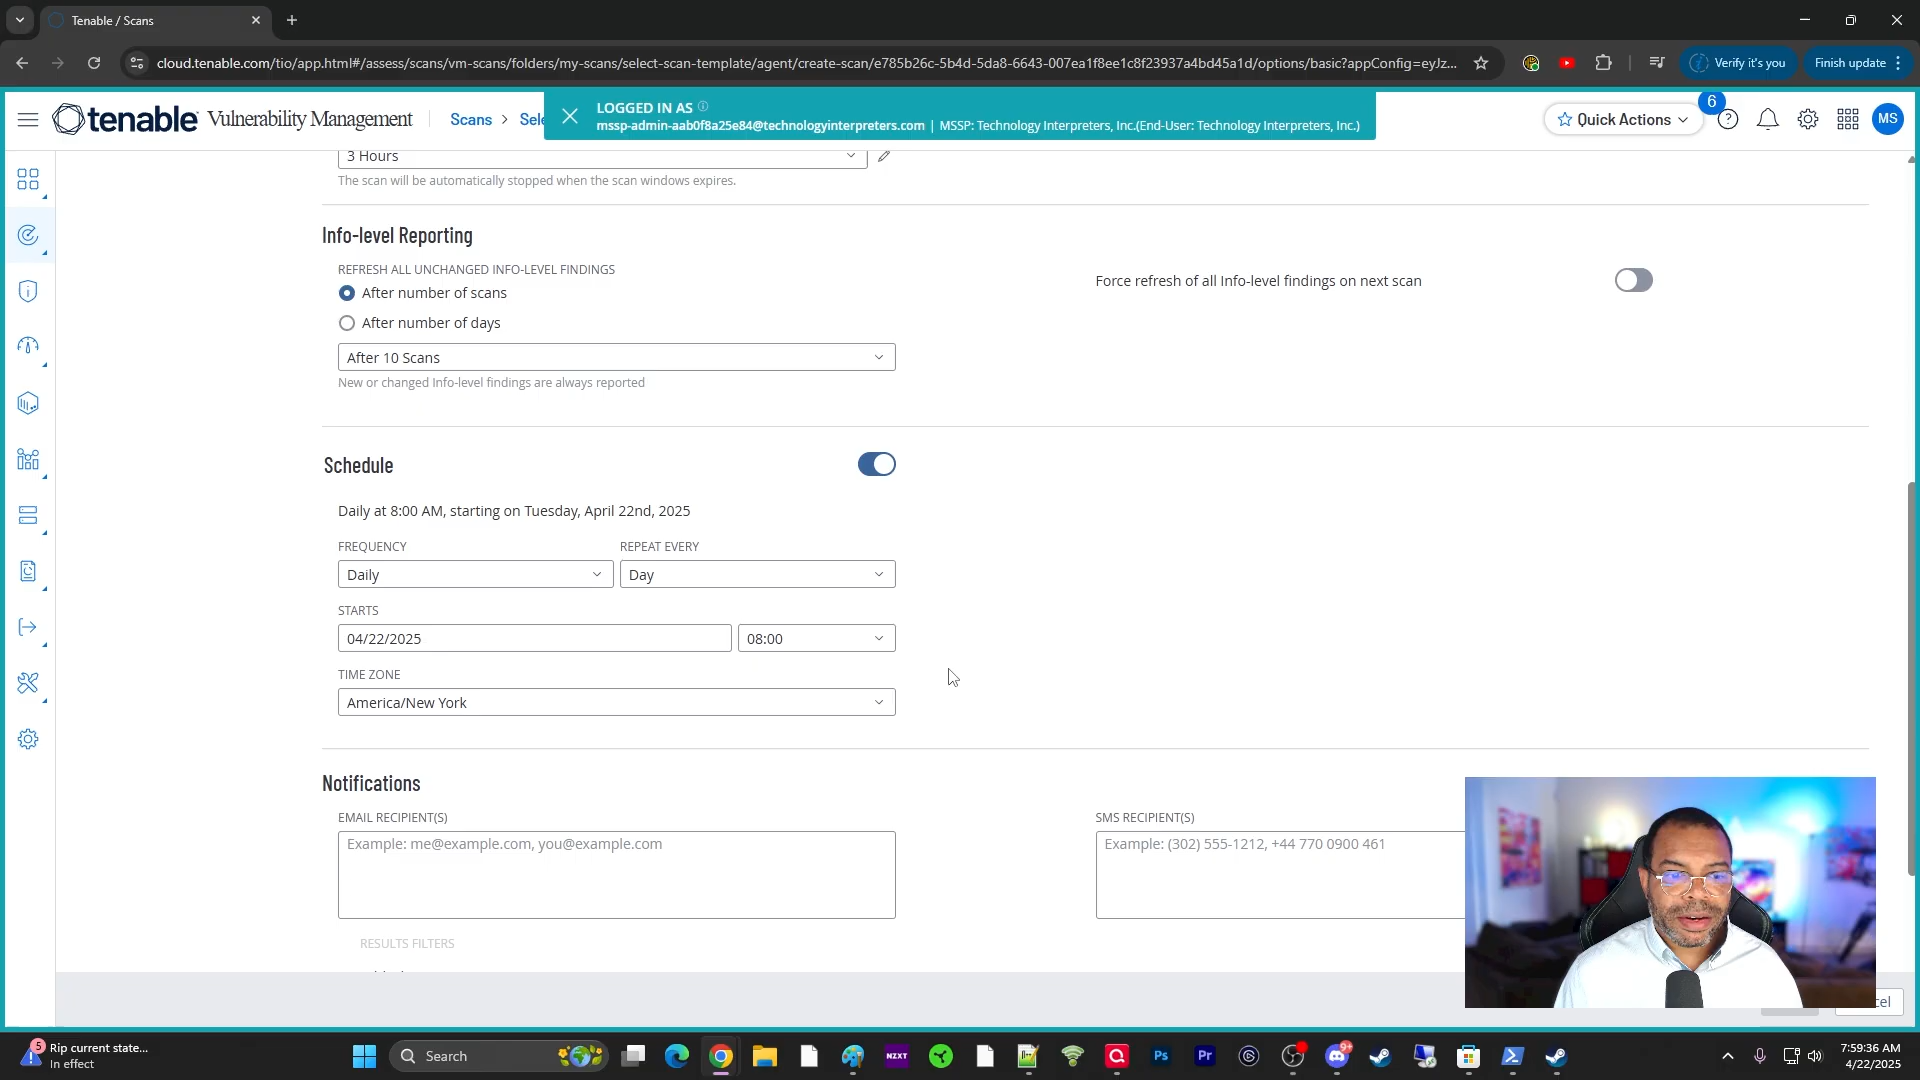 Tenable / Scans
cloud.tenable.com/tio/app.html#/assess/scans/vm-scans/folders/my-scans/select-scan-template/agent/create-scan/e785b26c-5b4d-5da8-6643-007ea1f8ee1c8f23937a4bd45a1d/options/basic?appConfig=eyJz...
Verify it's you
Finish update
tenable Vulnerability Management
Scans > Sele
LOGGED IN AS
mssp-admin-aab0f8a25e84@technologyinterpreters.com | MSSP: Technology Interpreters, Inc.(End-User: Technology Interpreters, Inc.)
Quick Actions
6
MS
3 Hours
The scan will be automatically stopped when the scan windows expires.
Info-level Reporting
REFRESH ALL UNCHANGED INFO-LEVEL FINDINGS
After number of scans
After number of days
After 10 Scans
New or changed Info-level findings are always reported
Force refresh of all Info-level findings on next scan
Schedule
Daily at 8:00 AM, starting on Tuesday, April 22nd, 2025
FREQUENCY
REPEAT EVERY
Daily
Day
STARTS
04/22/2025
08:00
TIME ZONE
America/New York
Notifications
EMAIL RECIPIENT(S)
Example: me@example.com, you@example.com
SMS RECIPIENT(S)
Example: (302) 555-1212, +44 770 0900 461
RESULTS FILTERS
cel
5
Rip current state...
In effect
Search
NZXT
Ps
Pr
9+
7:59:36 AM
4/22/2025